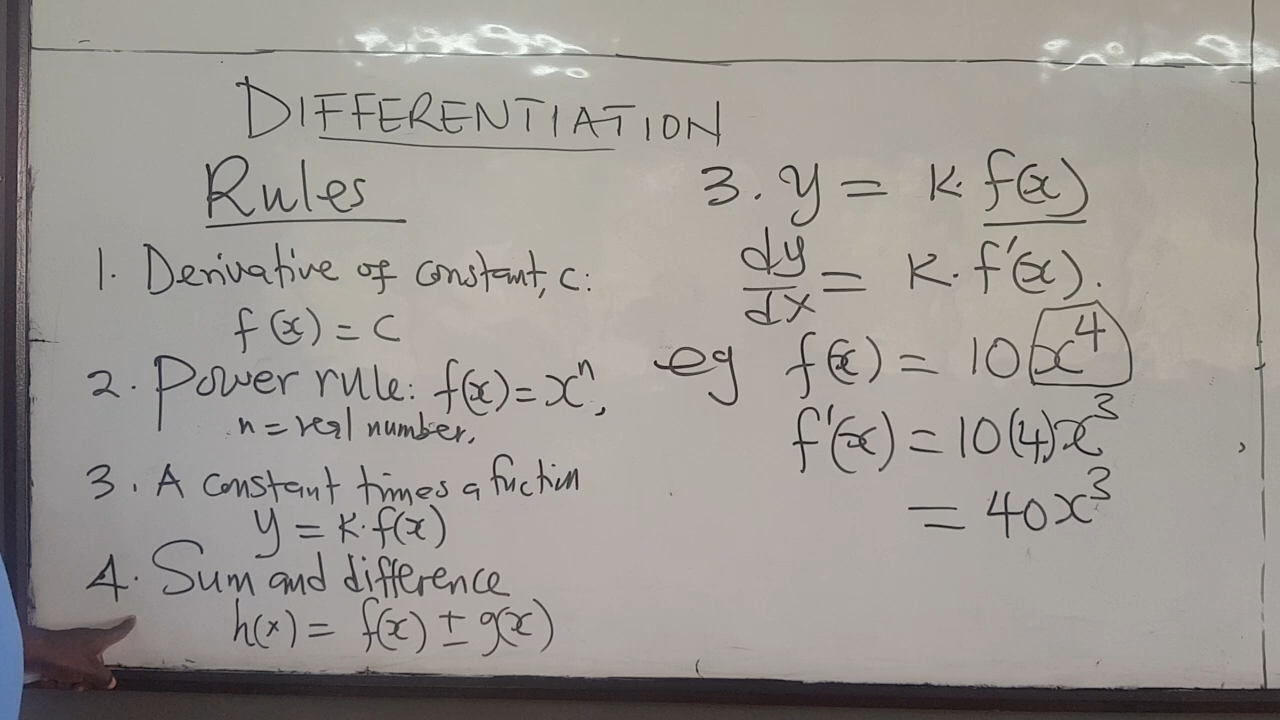 DIFFERENTIATION
Rules
1. Derivative of constant, c:
f(x) = c
2. Power rule: f(x) = xⁿ,
n = real number.
3. A constant times a fuction
y = k·f(x)
4. Sum and difference
h(x) = f(x) ± g(x)
3. y = k·f(x)
dy/dx = k·f'(x).
eg f(x) = 10x⁴
f'(x) = 10(4)x³
= 40x³